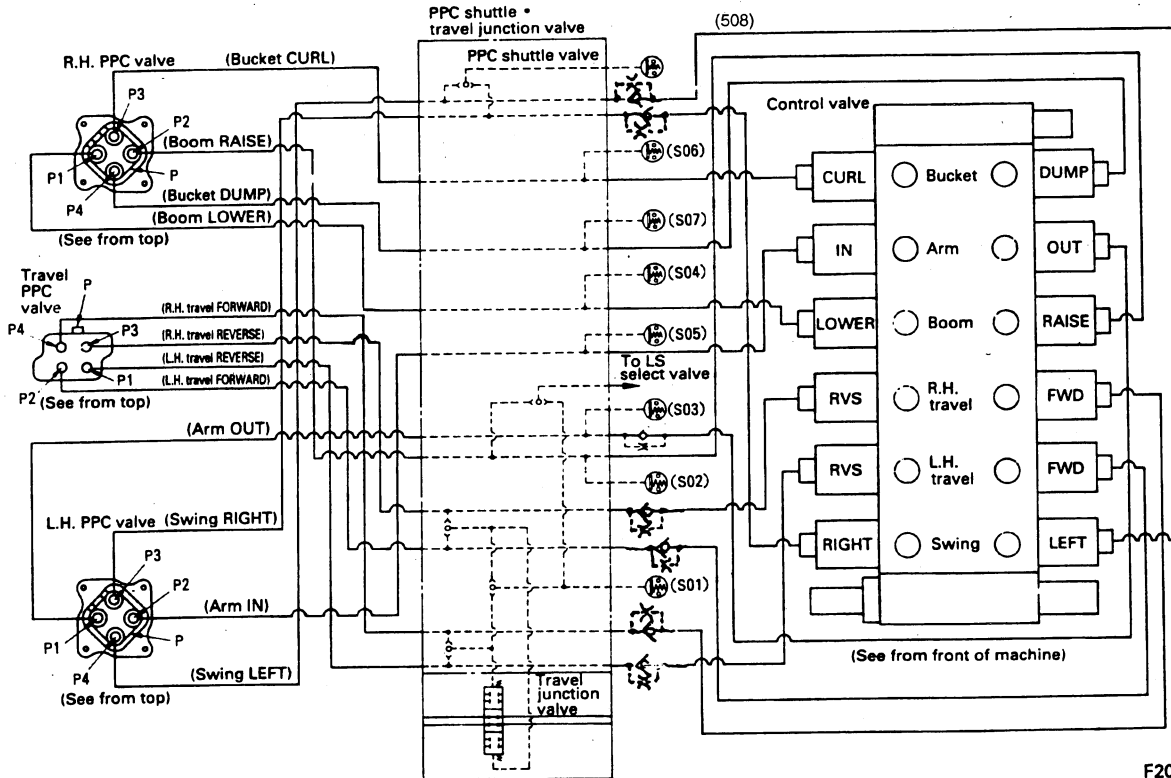 PPC shuttle •
travel junction valve
(508)
R.H. PPC valve
(Bucket CURL)
PPC shuttle valve
P3
P2
P1
P
P4
(Boom RAISE)
(Bucket DUMP)
(Boom LOWER)
(See from top)
Control valve
(S06)
(S07)
(S04)
(S05)
CURL
Bucket
DUMP
IN
Arm
OUT
LOWER
Boom
RAISE
RVS
R.H.
travel
FWD
RVS
L.H.
travel
FWD
RIGHT
Swing
LEFT
Travel
PPC
valve
P
P4
P3
P2
P1
(R.H. travel FORWARD)
(R.H. travel REVERSE)
(L.H. travel REVERSE)
(L.H. travel FORWARD)
(See from top)
To LS
select valve
(S03)
(Arm OUT)
(S02)
L.H. PPC valve
(Swing RIGHT)
P3
P2
P1
P
P4
(S01)
(Arm IN)
(Swing LEFT)
(See from top)
(See from front of machine)
Travel
junction
valve
F20